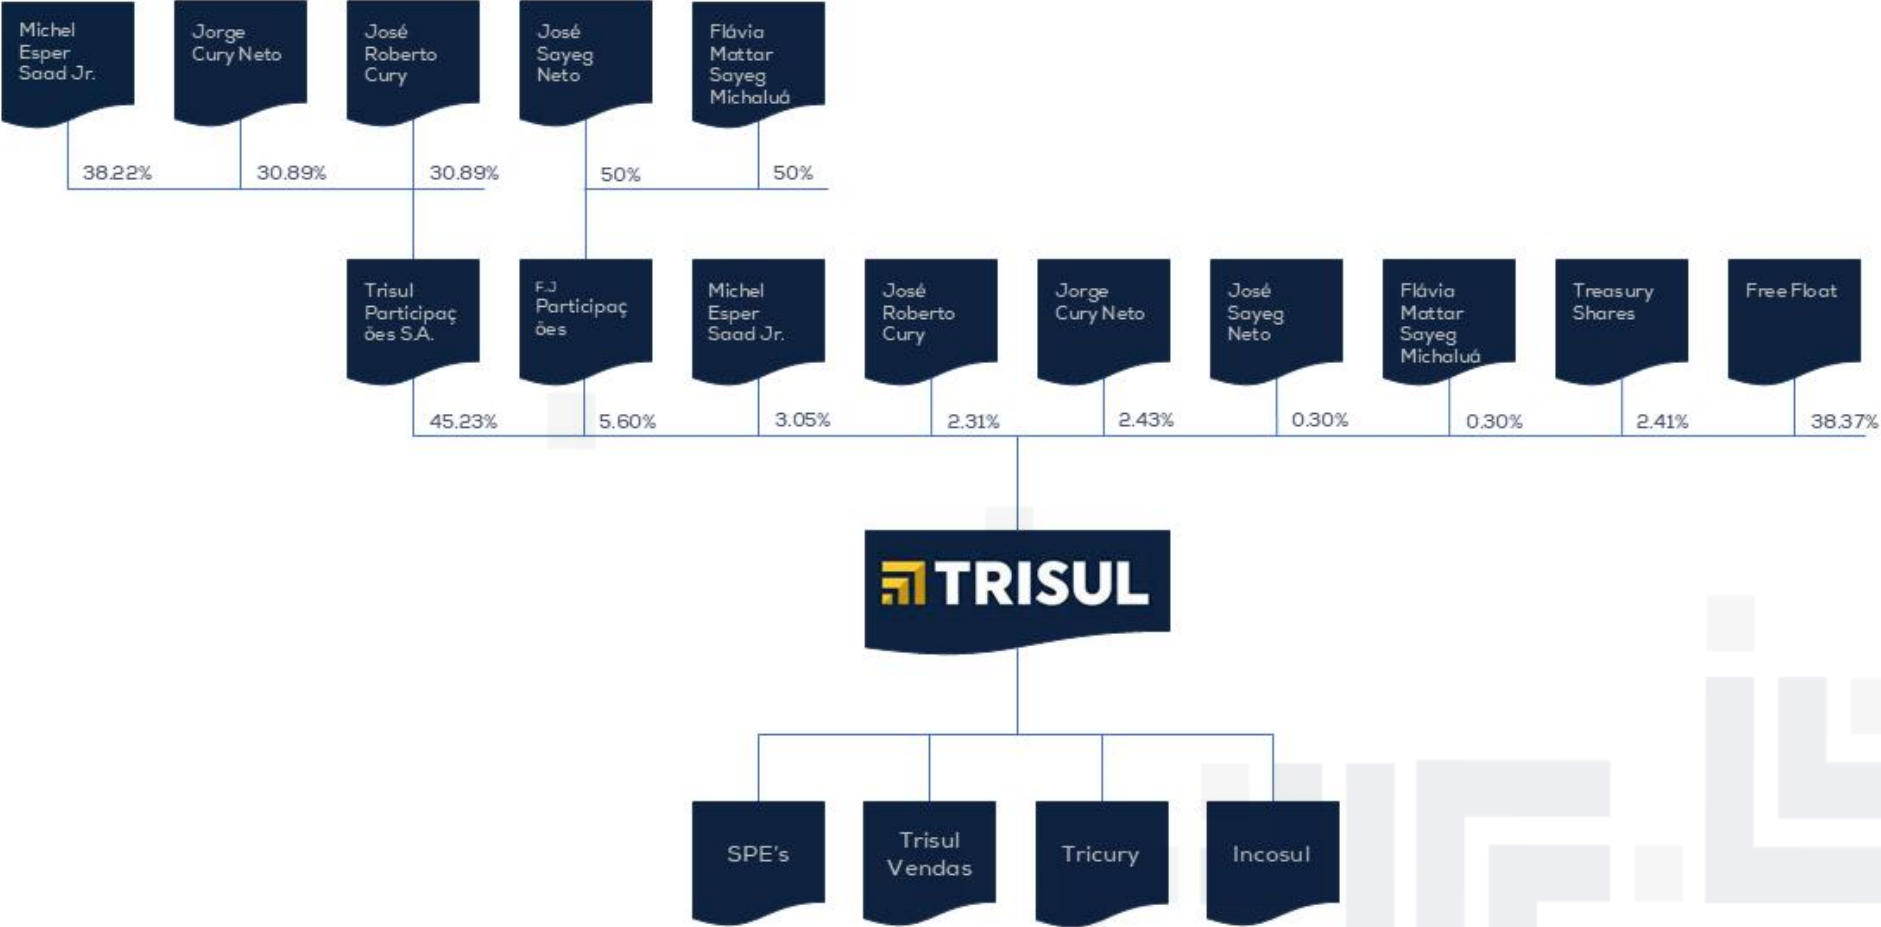 Michel
Esper
Saad Jr.
Jorge
Cury Neto
José
Roberto
Cury
José
Sayeg
Neto
Flávia
Mattar
Sayeg
Michaluá
38.22%
30.89%
30.89%
50%
50%
Trisul
Participaç
ões S.A.
F.J
Participaç
ões
Michel
Esper
Saad Jr.
José
Roberto
Cury
Jorge
Cury Neto
José
Sayeg
Neto
Flávia
Mattar
Sayeg
Michaluá
Treasury
Shares
Free Float
45.23%
5.60%
3.05%
2.31%
2.43%
0.30%
0.30%
2.41%
38.37%
TRISUL
SPE's
Trisul
Vendas
Tricury
Incosul